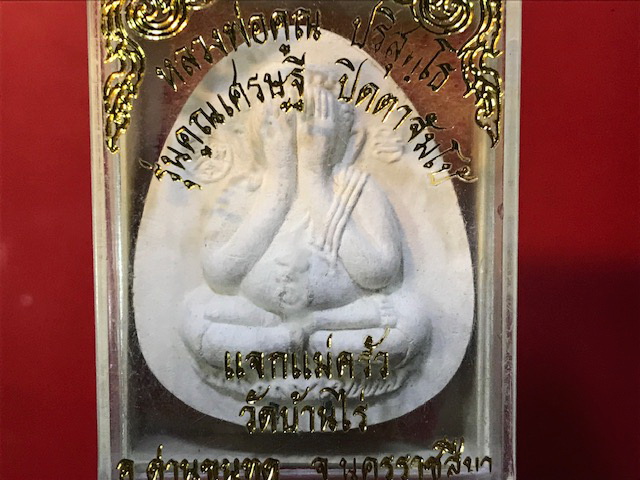 หลวงพ่อคูณ ปริสุทฺโธ
รุ่นคูณเศรษฐี ปิดตาจัมโบ้
แจกแม่ครัว
วัดบ้านไร่
อ.ด่านขุนทด จ.นครราชสีมา